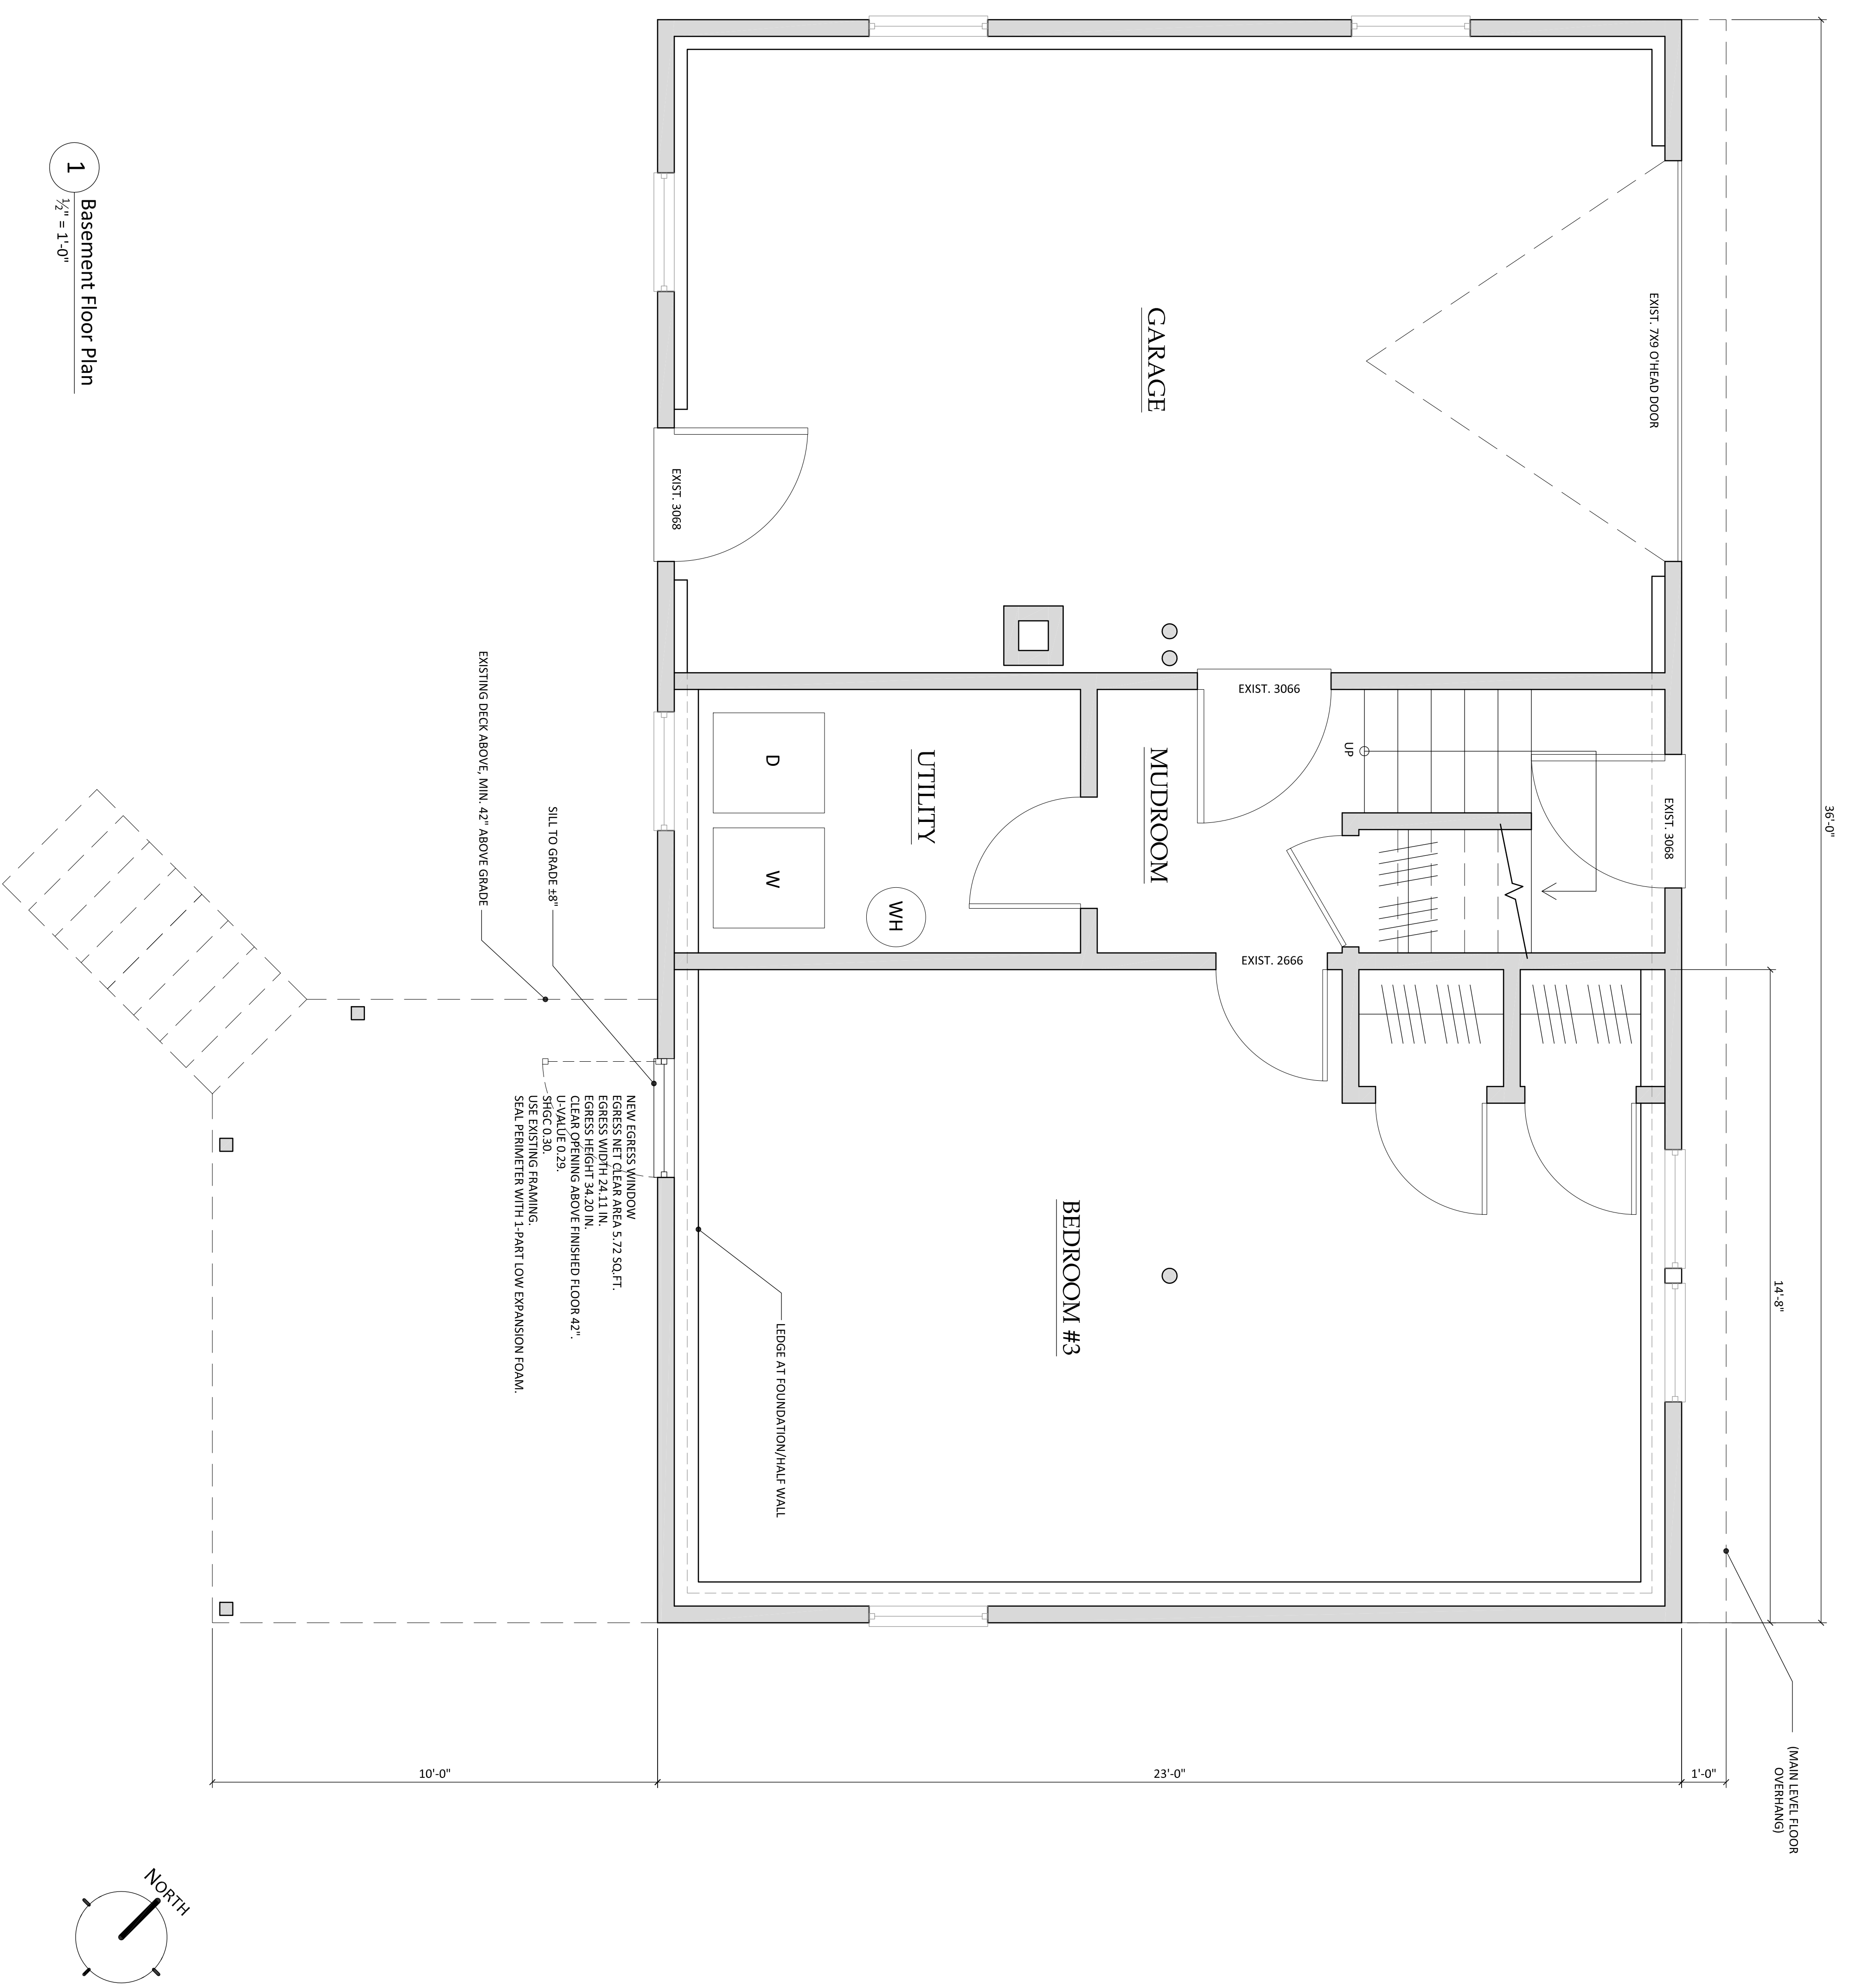 36'-0"
14'-8"
(MAIN LEVEL FLOOR
OVERHANG)
EXIST. 7X9 O'HEAD DOOR
EXIST. 3068
UP
GARAGE
EXIST. 3066
MUDROOM
EXIST. 2666
BEDROOM #3
UTILITY
WH
D
W
LEDGE AT FOUNDATION/HALF WALL
EXIST. 3068
NEW EGRESS WINDOW
EGRESS NET CLEAR AREA 5.72 SQ.FT.
EGRESS WIDTH 24.11 IN.
EGRESS HEIGHT 34.20 IN.
CLEAR OPENING ABOVE FINISHED FLOOR 42".
U-VALUE 0.29.
SHGC 0.30.
USE EXISTING FRAMING.
SEAL PERIMETER WITH 1-PART LOW EXPANSION FOAM.
SILL TO GRADE ±8"
EXISTING DECK ABOVE, MIN. 42" ABOVE GRADE
1'-0"
23'-0"
10'-0"
1
Basement Floor Plan
½" = 1'-0"
NORTH